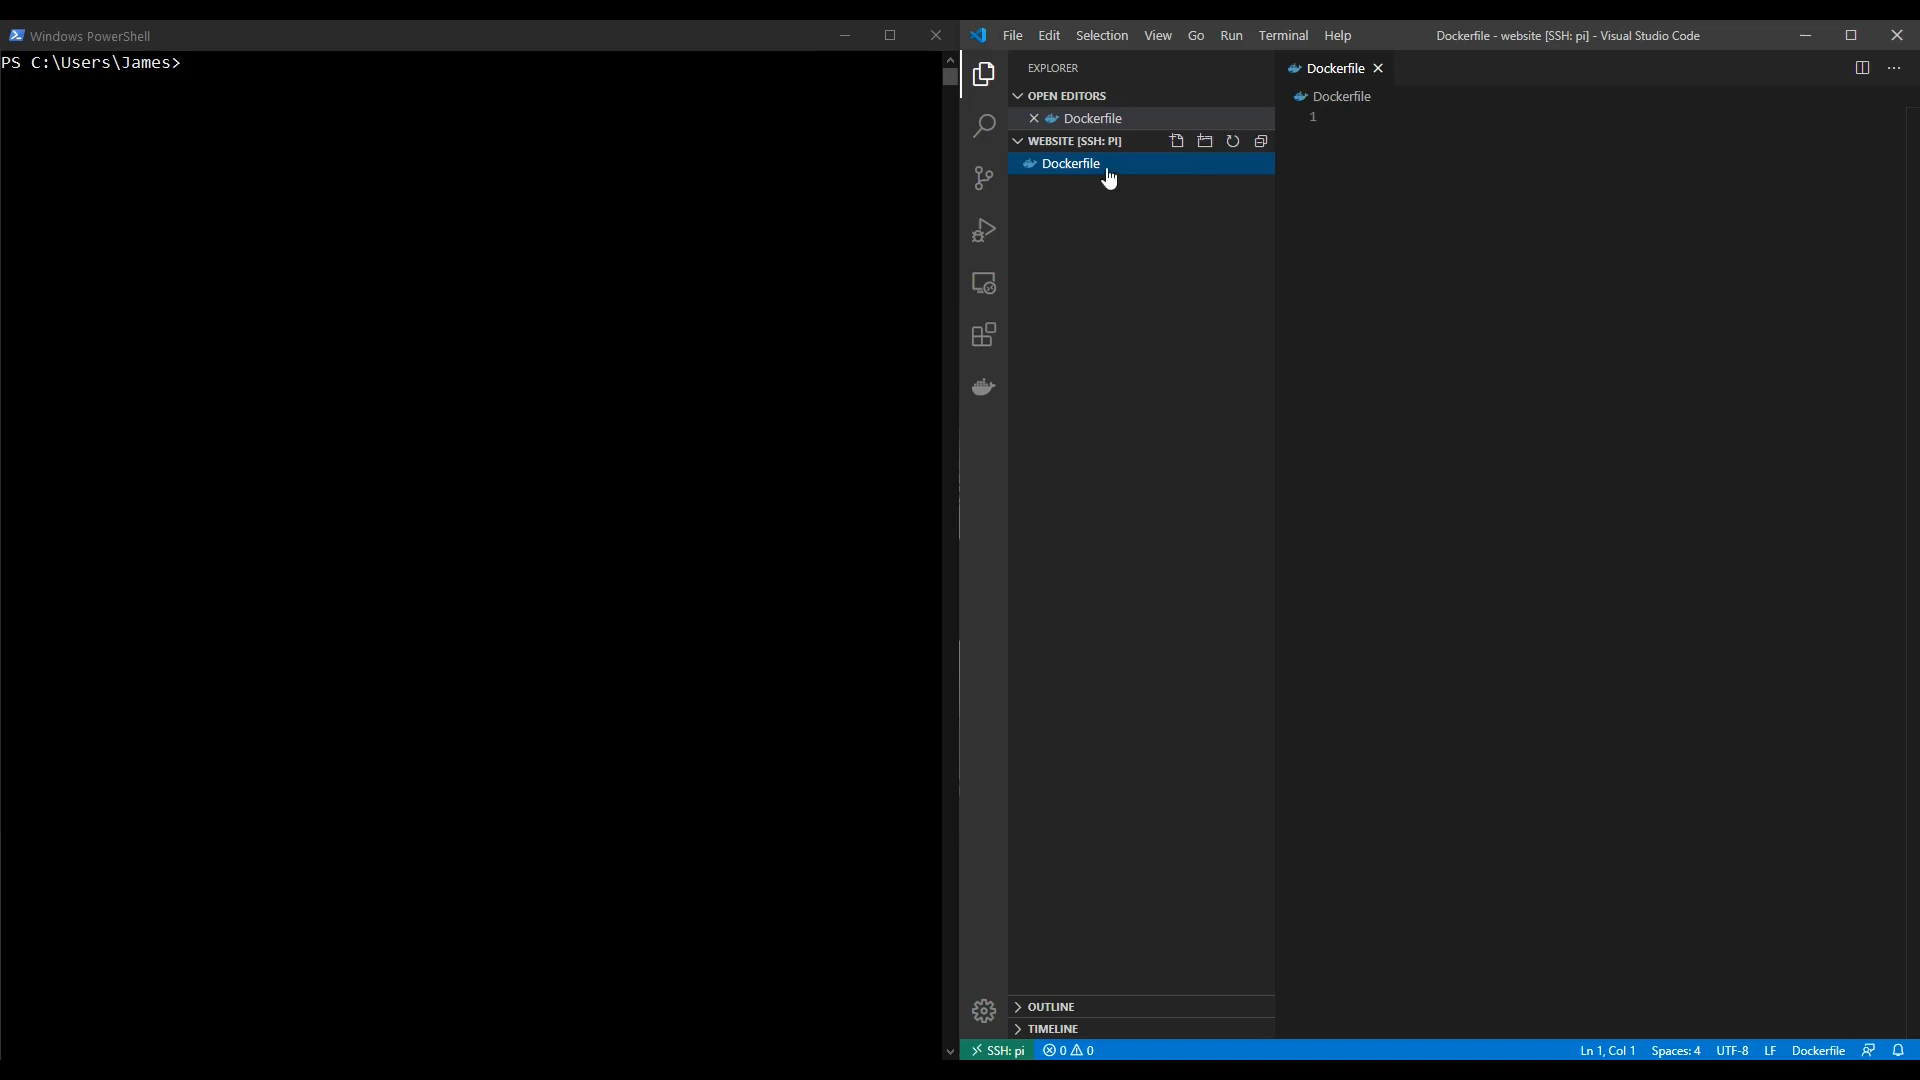 Windows PowerShell
PS C:\Users\James>
File Edit Selection View Go Run Terminal Help
Dockerfile - website [SSH: pi] - Visual Studio Code
EXPLORER
OPEN EDITORS
Dockerfile
WEBSITE [SSH: PI]
Dockerfile
OUTLINE
TIMELINE
Dockerfile
Dockerfile
1
SSH: pi 0 0 Ln 1, Col 1 Spaces: 4 UTF-8 LF Dockerfile